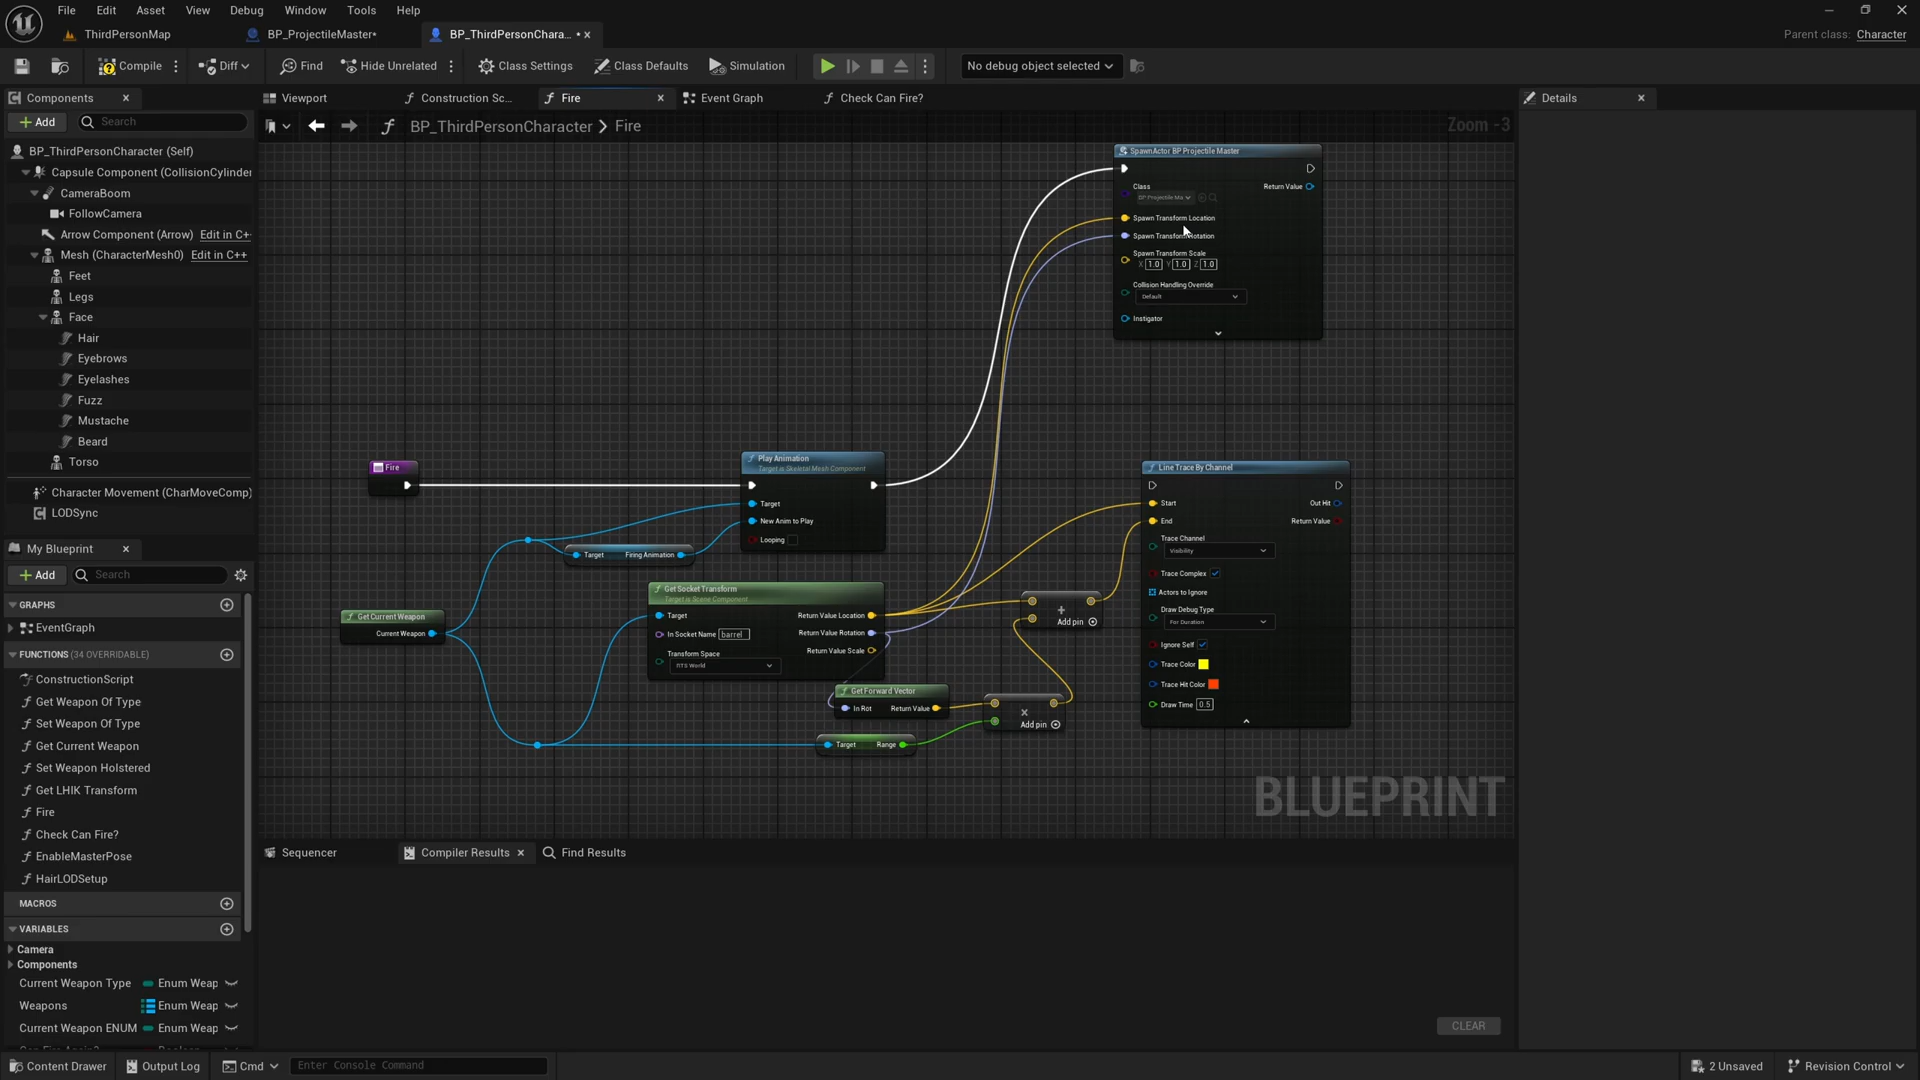 File Edit Asset View Debug Window Tools Help
ThirdPersonMap BP_ProjectileMaster* BP_ThirdPersonChara... *
Parent class: Character
Compile Diff Find Hide Unrelated Class Settings Class Defaults Simulation No debug object selected
Components
Viewport Construction Sc... Fire Event Graph Check Can Fire? Details
Add Search
BP_ThirdPersonCharacter > Fire
Zoom -3
BP_ThirdPersonCharacter (Self)
Capsule Component (CollisionCylinder
CameraBoom
FollowCamera
Arrow Component (Arrow) Edit in C+
Mesh (CharacterMesh0) Edit in C++
Feet
Legs
Face
Hair
Eyebrows
Eyelashes
Fuzz
Mustache
Beard
Torso
Character Movement (CharMoveComp)
LODSync
My Blueprint
Add Search
GRAPHS
EventGraph
FUNCTIONS (34 OVERRIDABLE)
ConstructionScript
Get Weapon Of Type
Set Weapon Of Type
Get Current Weapon
Set Weapon Holstered
Get LHIK Transform
Fire
Check Can Fire?
EnableMasterPose
HairLODSetup
MACROS
VARIABLES
Camera
Components
Current Weapon Type Enum Weap
Weapons Enum Weap
Current Weapon ENUM Enum Weap
SpawnActor BP Projectile Master
Class
BP Projectile Ma
Return Value
Spawn Transform Location
Spawn Transform Rotation
Spawn Transform Scale
X 1.0 Y 1.0 Z 1.0
Collision Handling Override
Default
Instigator
Fire
Play Animation
Target is Skeletal Mesh Component
Target
New Anim to Play
Looping
Target Firing Animation
Get Current Weapon
Current Weapon
Get Socket Transform
Target is Scene Component
Target Return Value Location
In Socket Name barrel Return Value Rotation
Return Value Scale
Transform Space
RTS World
Get Forward Vector
In Rot Return Value
Target Range
+
Add pin
x
Add pin
Line Trace By Channel
Start Out Hit
End Return Value
Trace Channel
Visibility
Trace Complex
Actors to Ignore
Draw Debug Type
For Duration
Ignore Self
Trace Color
Trace Hit Color
Draw Time 0.5
BLUEPRINT
Sequencer Compiler Results Find Results
CLEAR
Content Drawer Output Log Cmd Enter Console Command
2 Unsaved Revision Control